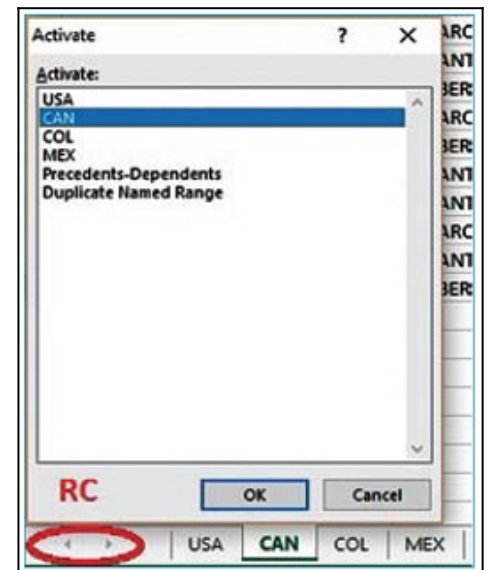 Activate ? X
Activate:
USA
CAN
COL
MEX
Precedents-Dependents
Duplicate Named Range
RC
OK Cancel
USA CAN COL MEX